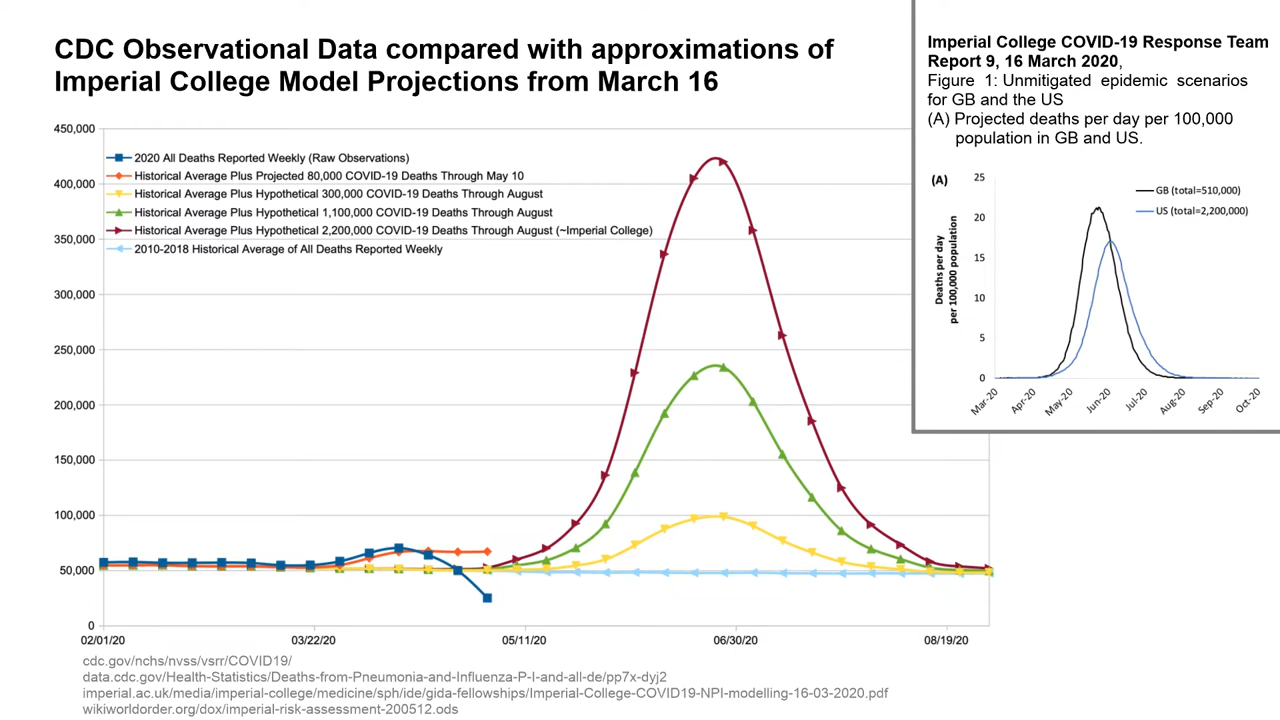 CDC Observational Data compared with approximations of
Imperial College Model Projections from March 16
450,000
400,000
350,000
300,000
250,000
200,000
150,000
100,000
50,000
0
2020 All Deaths Reported Weekly (Raw Observations)
Historical Average Plus Projected 80,000 COVID-19 Deaths Through May 10
Historical Average Plus Hypothetical 300,000 COVID-19 Deaths Through August
Historical Average Plus Hypothetical 1,100,000 COVID-19 Deaths Through August
Historical Average Plus Hypothetical 2,200,000 COVID-19 Deaths Through August (~Imperial College)
2010-2018 Historical Average of All Deaths Reported Weekly
02/01/20 03/22/20 05/11/20 06/30/20 08/19/20
cdc.gov/nchs/nvss/vsrr/COVID19/
data.cdc.gov/Health-Statistics/Deaths-from-Pneumonia-and-Influenza-P-I-and-all-de/pp7x-dyj2
imperial.ac.uk/media/imperial-college/medicine/sph/ide/gida-fellowships/Imperial-College-COVID19-NPI-modelling-16-03-2020.pdf
wikiworldorder.org/dox/imperial-risk-assessment-200512.ods
Imperial College COVID-19 Response Team
Report 9, 16 March 2020,
Figure 1: Unmitigated epidemic scenarios
for GB and the US
(A) Projected deaths per day per 100,000
population in GB and US.
(A)
25
20
15
10
5
0
Deaths per day
per 100,000 population
GB (total=510,000)
US (total=2,200,000)
Mar-20 Apr-20 May-20 Jun-20 Jul-20 Aug-20 Sep-20 Oct-20